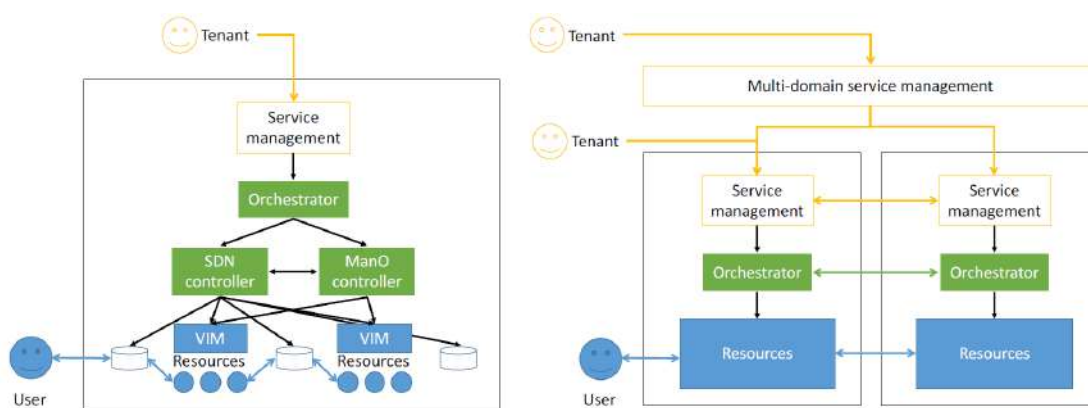 Tenant
Service
management
Orchestrator
SDN
controller
ManO
controller
VIM
VIM
Resources
Resources
User
Tenant
Multi-domain service management
Tenant
Service
management
Service
management
Orchestrator
Orchestrator
Resources
Resources
User